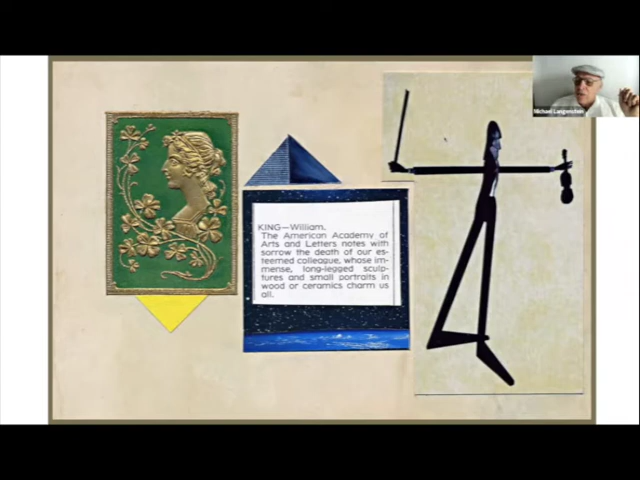 Michael Langenstein
KING—William.
The American Academy of
Arts and Letters notes with
sorrow the death of our es-
teemed colleague, whose im-
mense, long-legged sculp-
tures and small portraits in
wood or ceramics charm us
all.